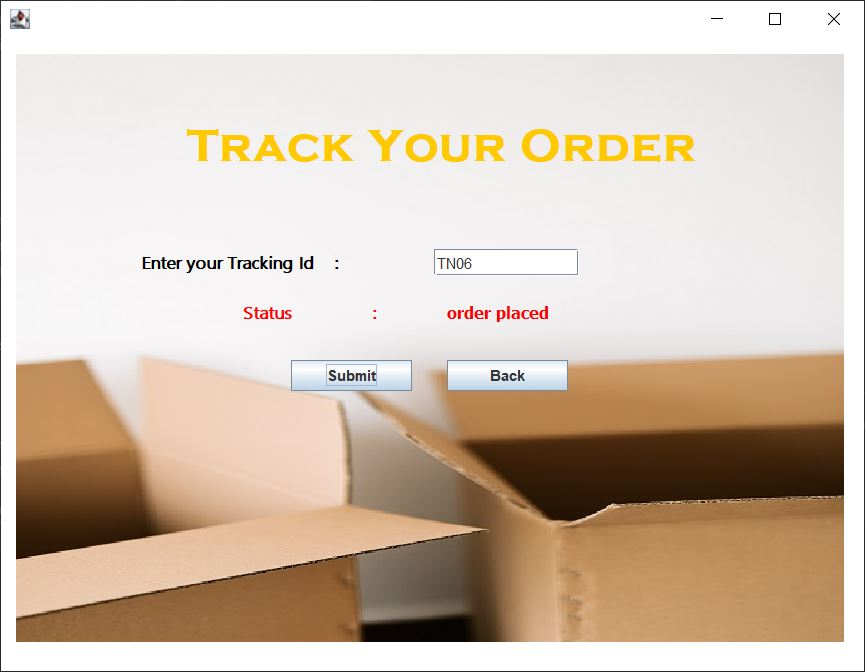 Track Your Order
Enter your Tracking Id :
TN06
Status : order placed
Submit Back